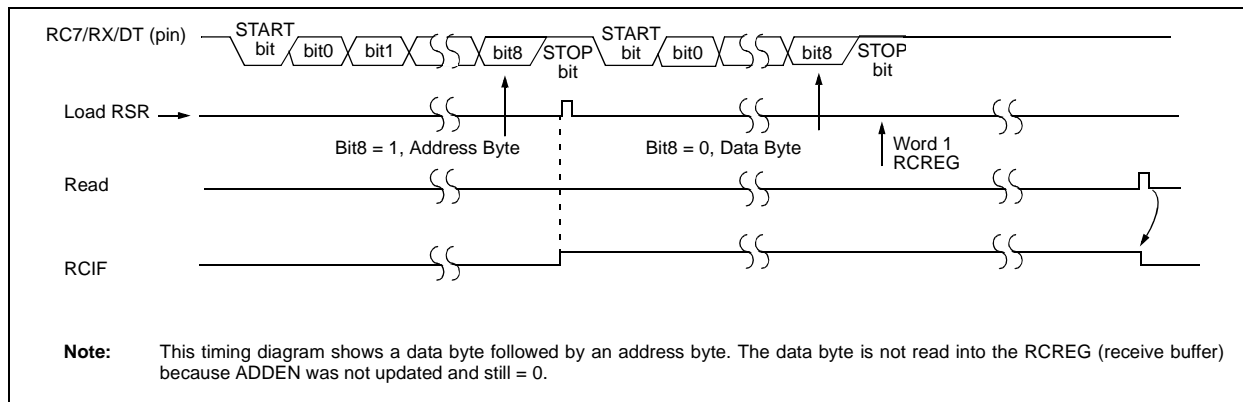 RC7/RX/DT (pin)
START
bit
bit0
bit1
bit8
STOP
bit
START
bit
bit0
bit8
STOP
bit
Load RSR
Bit8 = 1, Address Byte
Bit8 = 0, Data Byte
Word 1
RCREG
Read
RCIF
Note: This timing diagram shows a data byte followed by an address byte. The data byte is not read into the RCREG (receive buffer)
because ADDEN was not updated and still = 0.